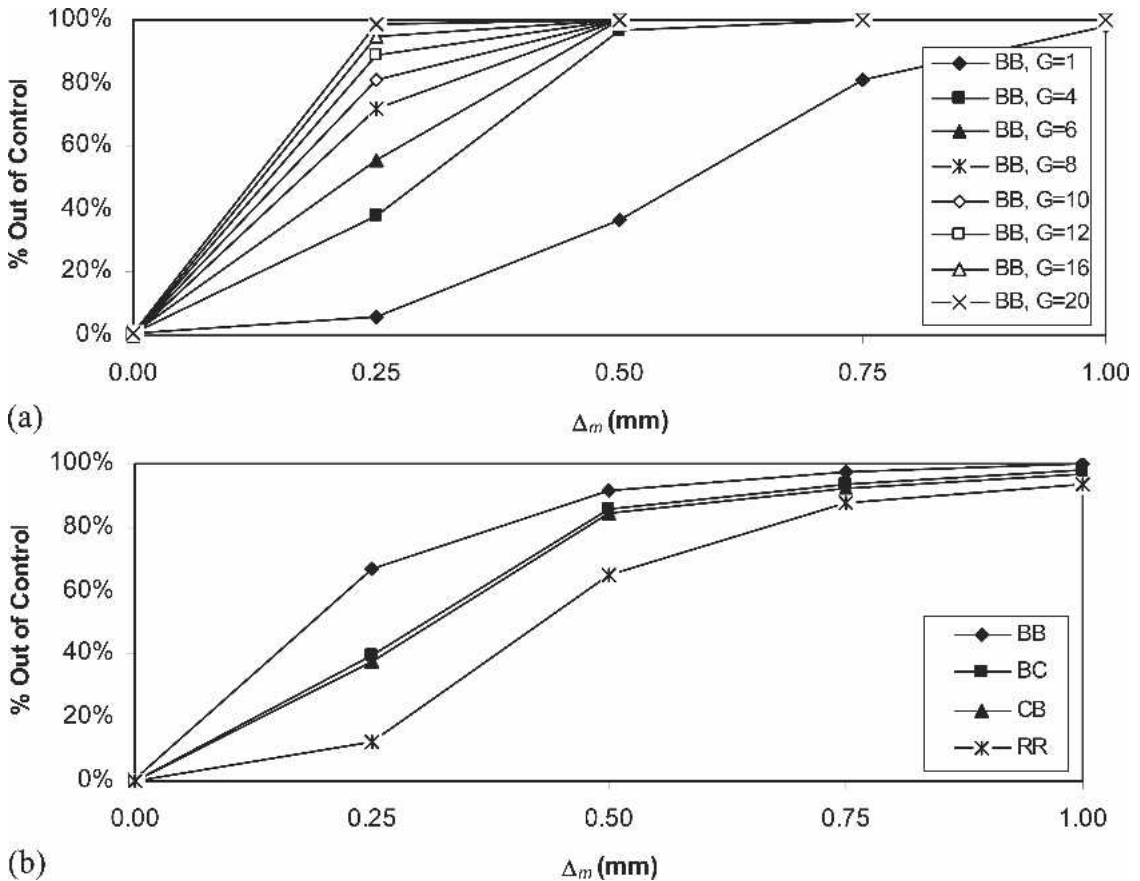 100%
80%
60%
40%
20%
0%
% Out of Control
BB, G=1
BB, G=4
BB, G=6
BB, G=8
BB, G=10
BB, G=12
BB, G=16
BB, G=20
0.00 0.25 0.50 0.75 1.00
Δm (mm)
(a)
100%
80%
60%
40%
20%
0%
% Out of Control
BB
BC
CB
RR
0.00 0.25 0.50 0.75 1.00
Δm (mm)
(b)